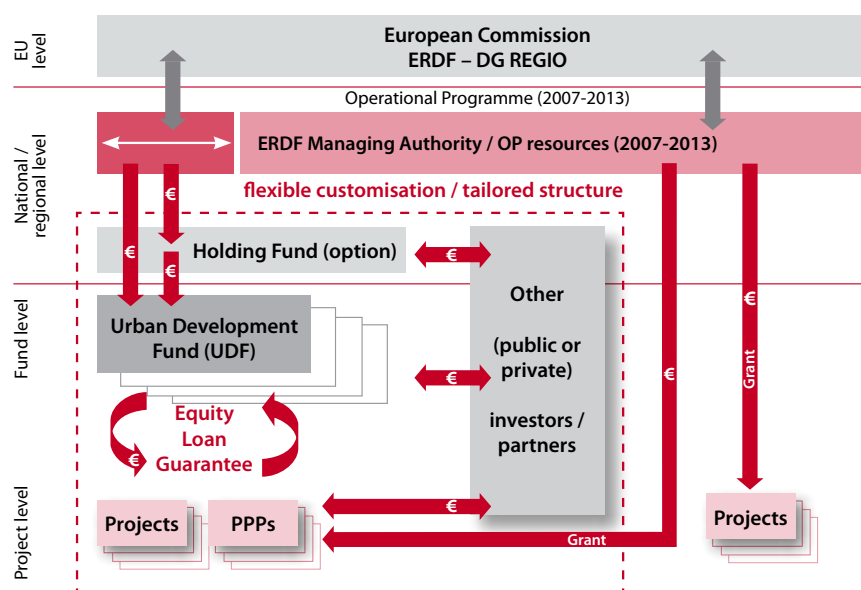 EU
level
European Commission
ERDF – DG REGIO
Operational Programme (2007-2013)
National /
regional level
ERDF Managing Authority / OP resources (2007-2013)
flexible customisation / tailored structure
€
€
Holding Fund (option)
€
€
Other
(public or
private)
investors /
partners
€
Grant
€
Fund level
Urban Development
Fund (UDF)
€
Equity
Loan
Guarantee
€
Project level
Projects
PPPs
€
Grant
Projects